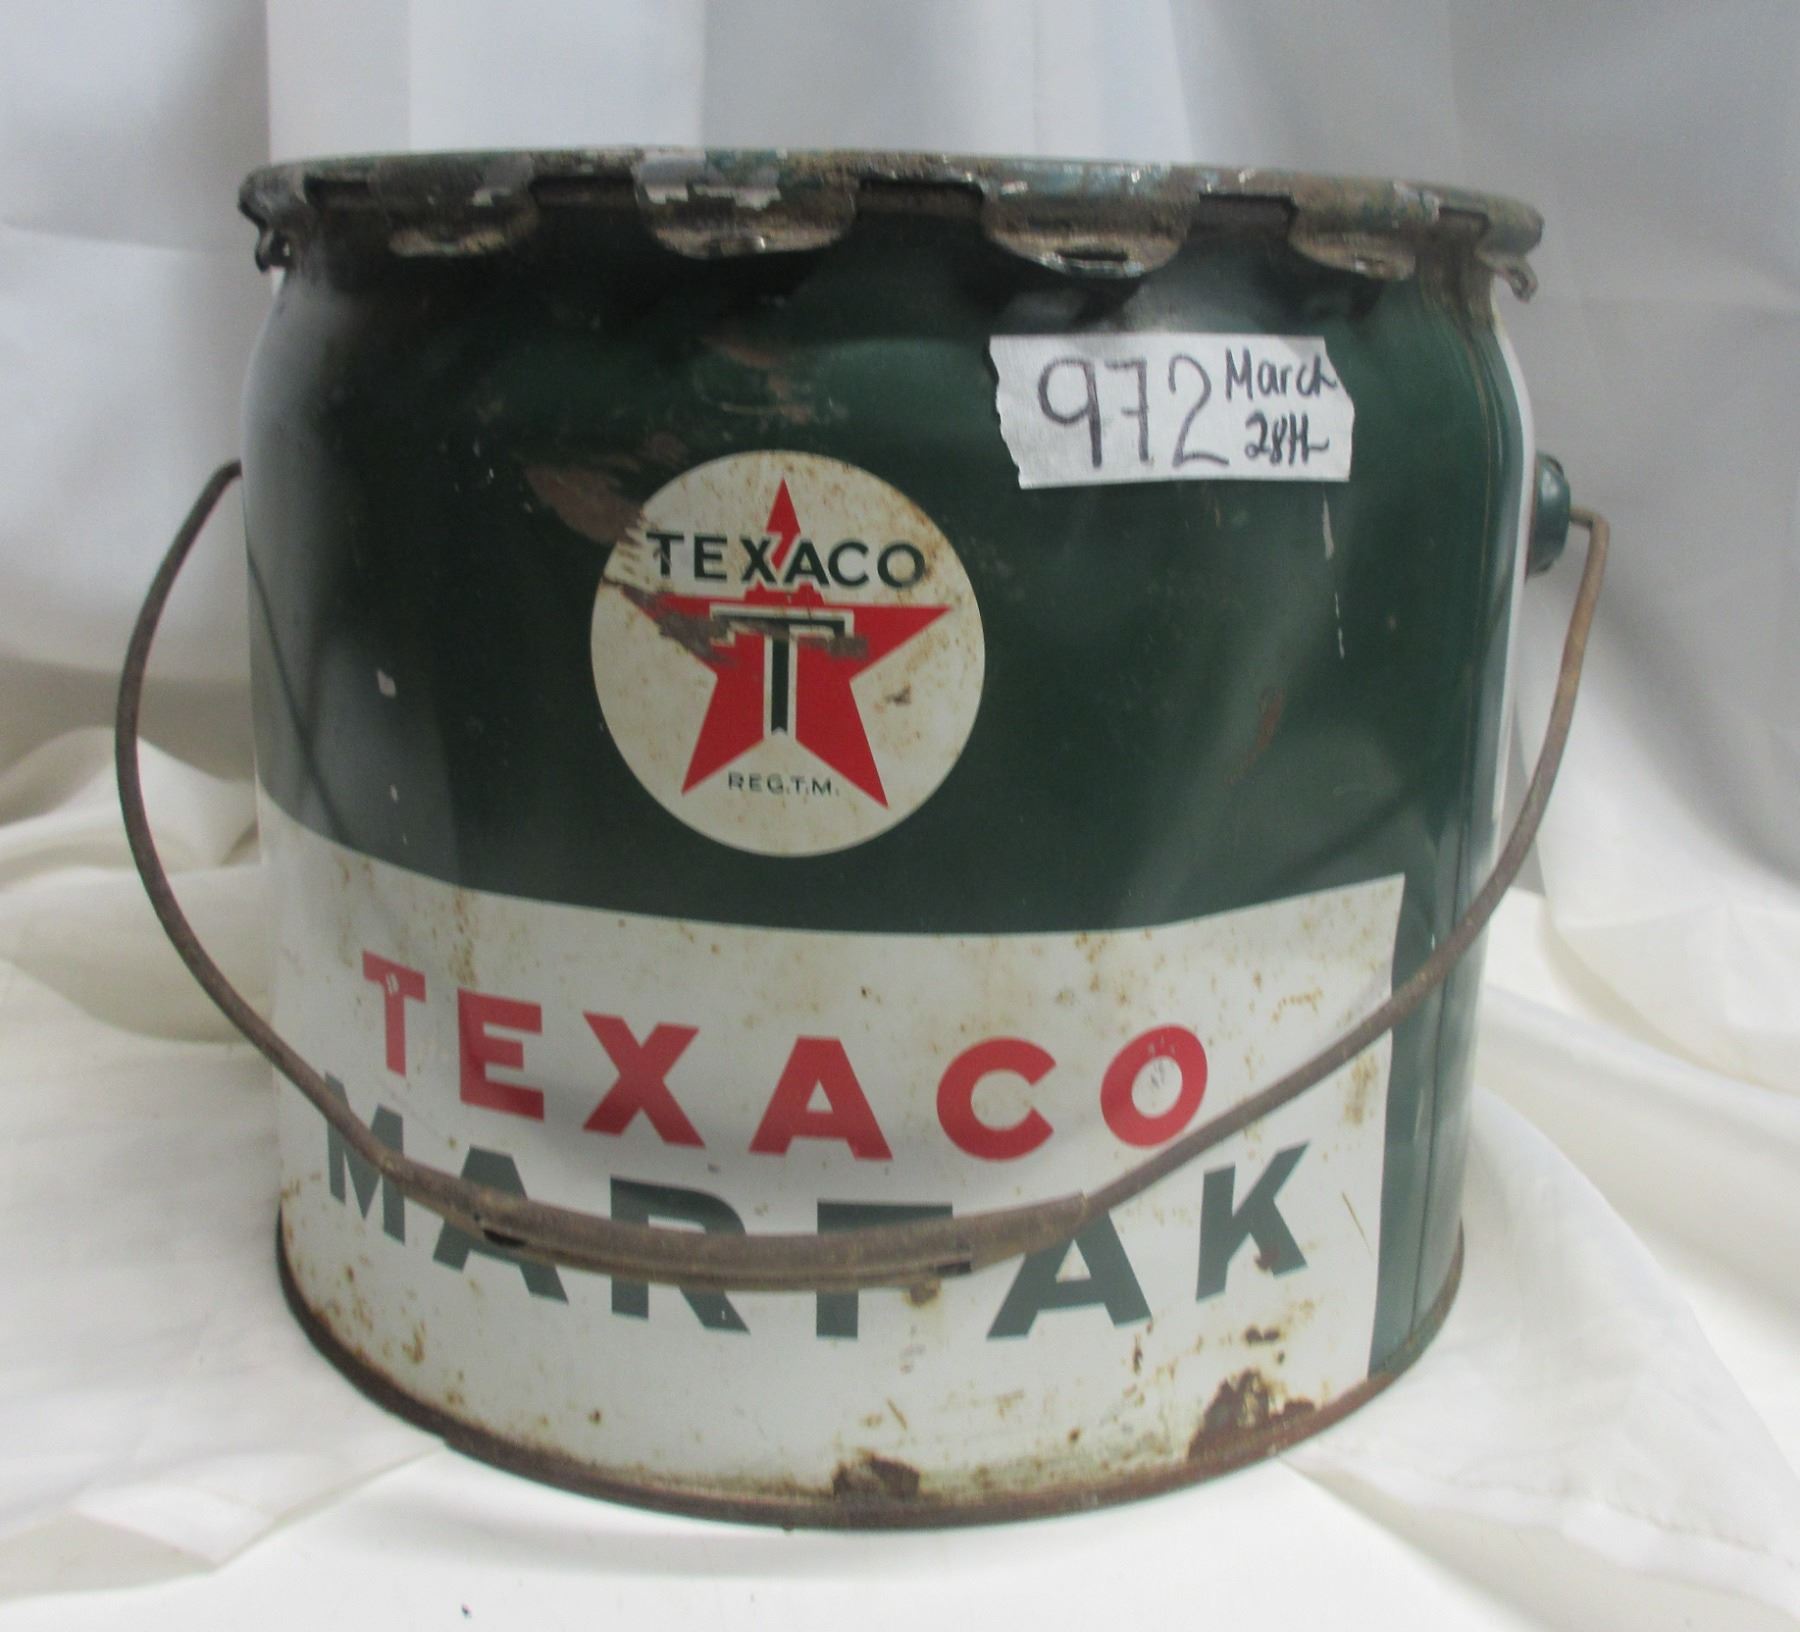 972 March
28th
TEXACO
T
REG.T.M.
TEXACO
MARFAK